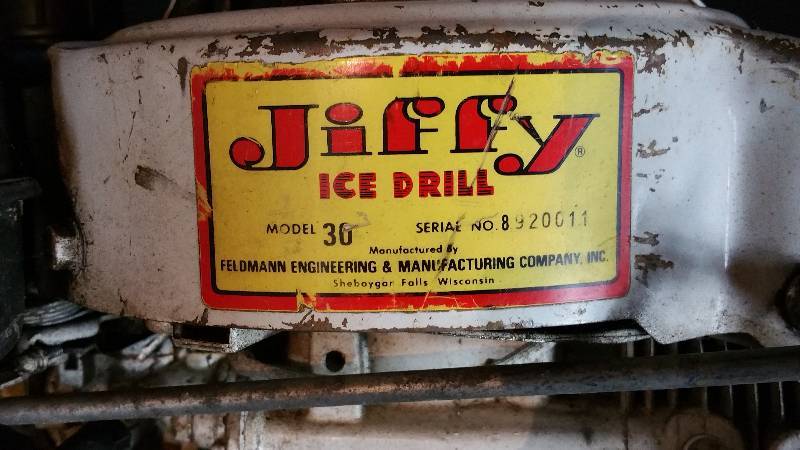 Jiffy®
ICE DRILL
MODEL 30 SERIAL NO. 8920011
Manufactured By
FELDMANN ENGINEERING & MANUFACTURING COMPANY, INC.
Sheboygan Falls Wisconsin